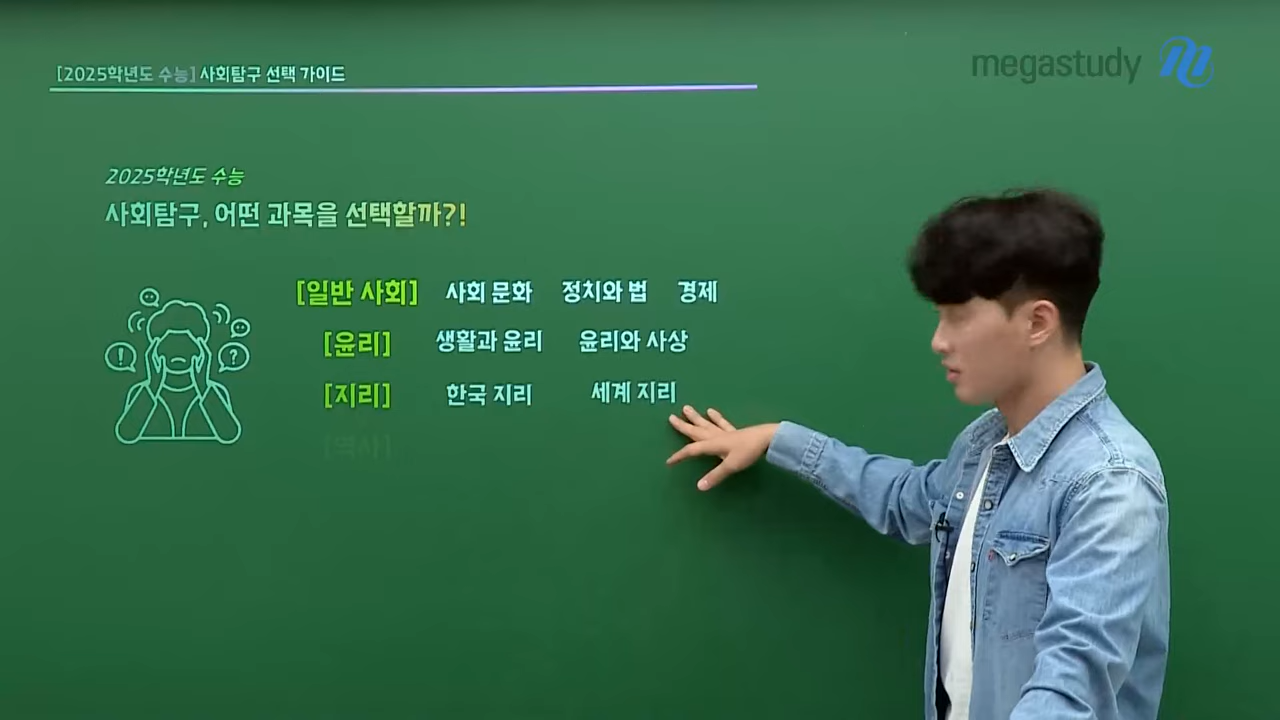 [2025학년도 수능] 사회탐구 선택 가이드
megastudy
2025학년도 수능
사회탐구, 어떤 과목을 선택할까?!
[일반 사회] 사회 문화 정치와 법 경제
! ?
[윤리] 생활과 윤리 윤리와 사상
[지리] 한국 지리 세계 지리
[역사]